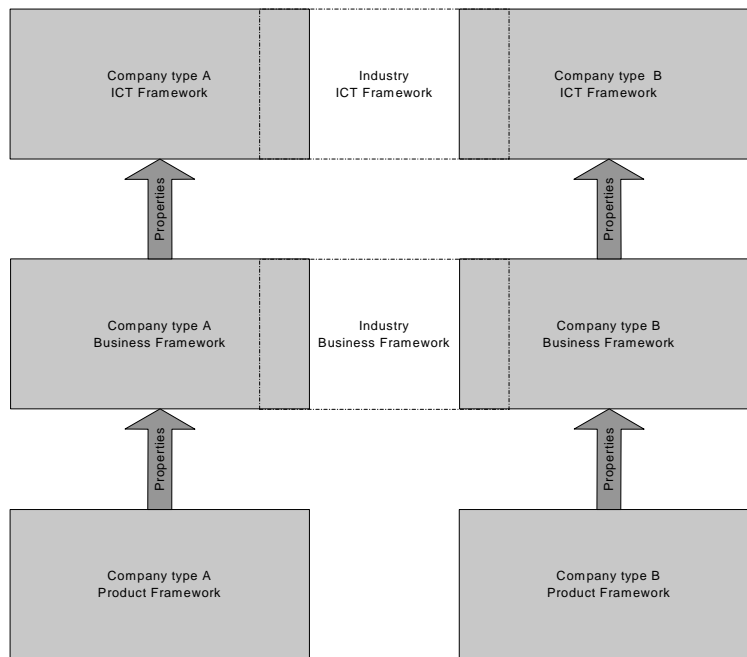 Company type A
ICT Framework
Industry
ICT Framework
Company type B
ICT Framework
Properties
Properties
Company type A
Business Framework
Industry
Business Framework
Company type B
Business Framework
Properties
Properties
Company type A
Product Framework
Company type B
Product Framework